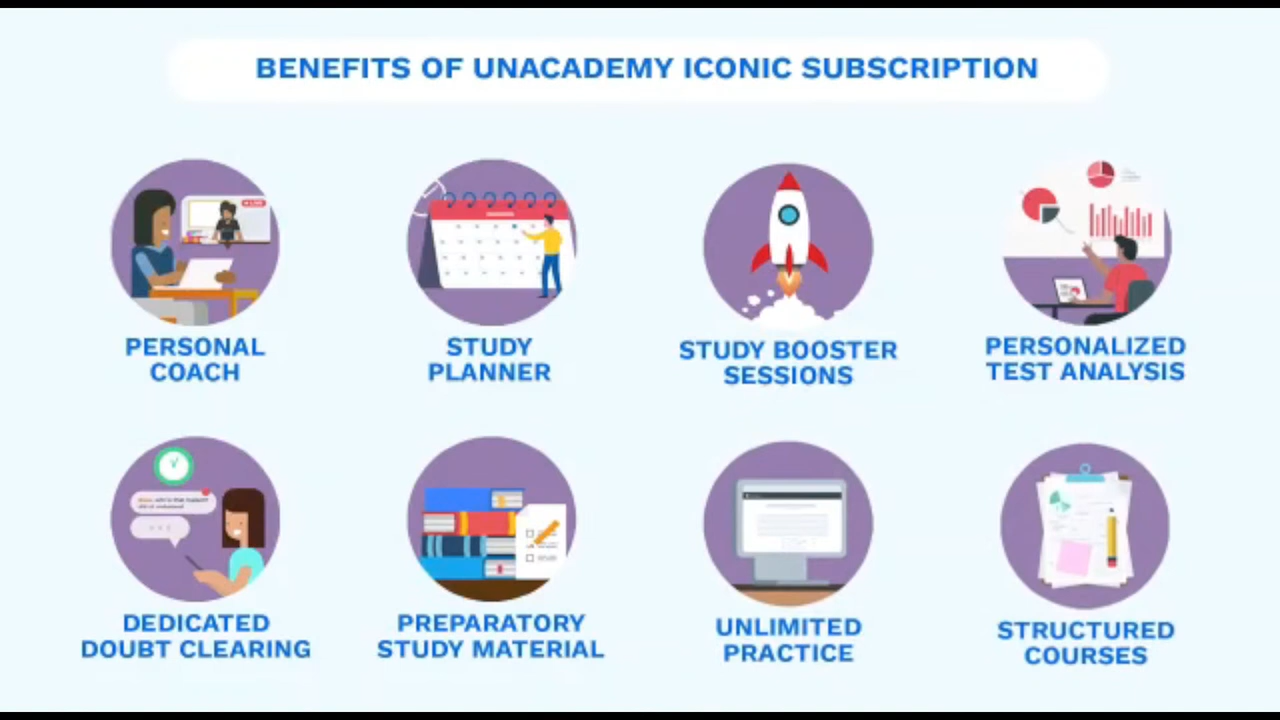 BENEFITS OF UNACADEMY ICONIC SUBSCRIPTION
LIVE
PERSONAL
COACH
STUDY
PLANNER
STUDY BOOSTER
SESSIONS
PERSONALIZED
TEST ANALYSIS
DEDICATED
DOUBT CLEARING
PREPARATORY
STUDY MATERIAL
UNLIMITED
PRACTICE
STRUCTURED
COURSES